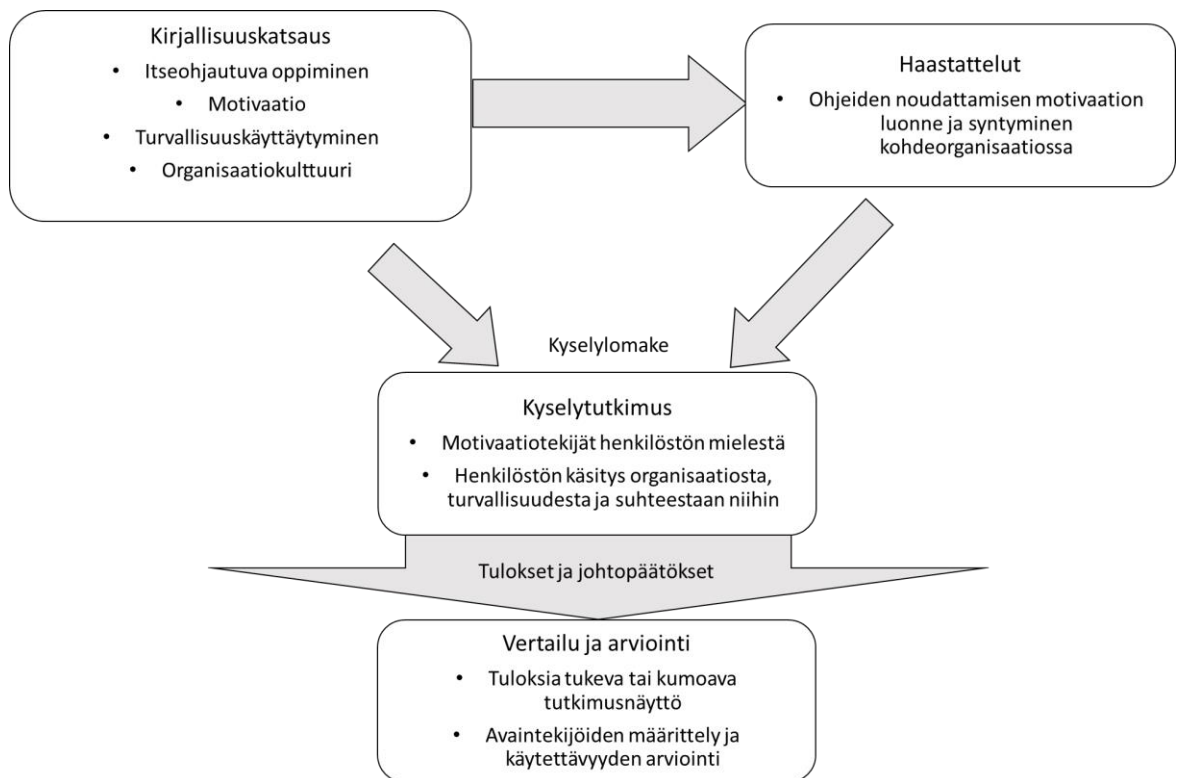 Kirjallisuuskatsaus
• Itseohjautuva oppiminen
• Motivaatio
• Turvallisuuskäyttäytyminen
• Organisaatiokulttuuri
Haastattelut
• Ohjeiden noudattamisen motivaation
luonne ja syntyminen
kohdeorganisaatiossa
Kyselylomake
Kyselytutkimus
• Motivaatiotekijät henkilöstön mielestä
• Henkilöstön käsitys organisaatiosta,
turvallisuudesta ja suhteestaan niihin
Tulokset ja johtopäätökset
Vertailu ja arviointi
• Tuloksia tukeva tai kumoava
tutkimusnäyttö
• Avaintekijöiden määrittely ja
käytettävyyden arviointi